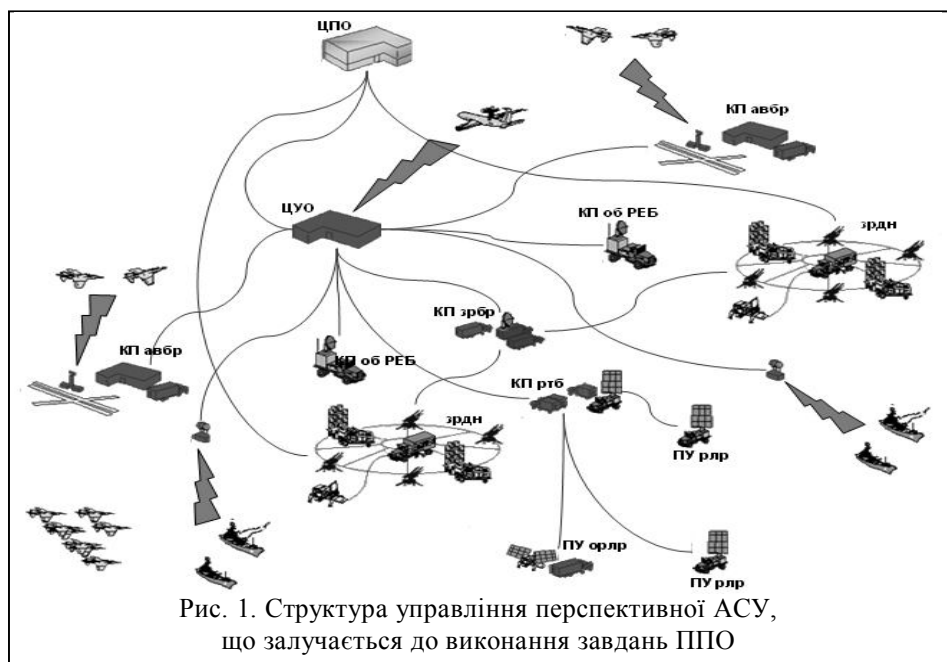 ЦПО
КП авбр
ЦУО
КП об РЕБ
зрдн
КП зрбр
КП авбр
КП об РЕБ
КП ртб
зрдн
ПУ рлр
ПУ орлр
ПУ рлр
Рис. 1. Структура управління перспективної АСУ,
що залучається до виконання завдань ППО